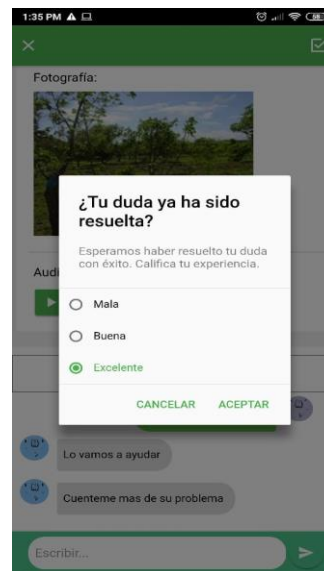 1:35 PM
Fotografía:
¿Tu duda ya ha sido
resuelta?
Esperamos haber resuelto tu duda
con éxito. Califica tu experiencia.
Audi
Mala
Buena
Excelente
CANCELAR ACEPTAR
Lo vamos a ayudar
Cuenteme mas de su problema
Escribir...